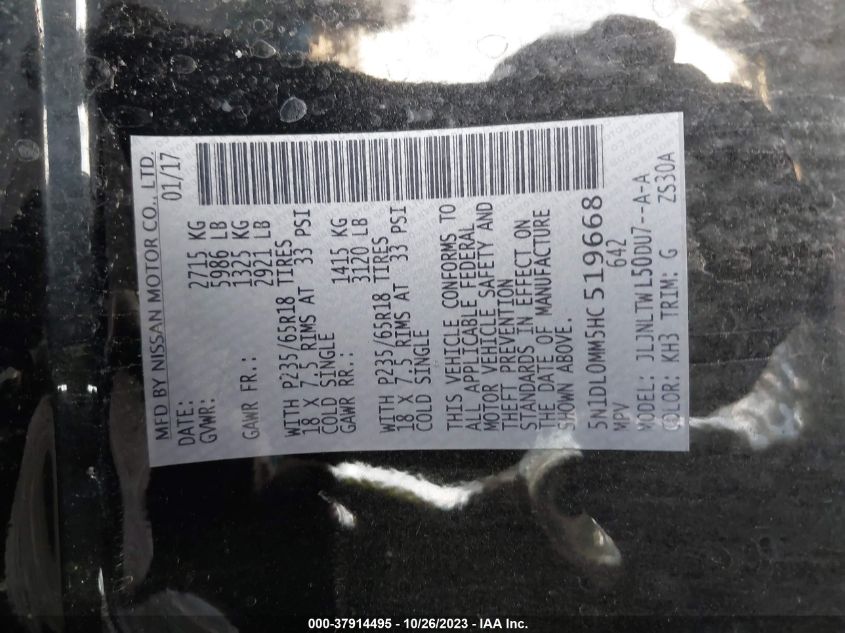 MFD BY NISSAN MOTOR CO., LTD.
DATE: 01/17
GVWR: 2715 KG
5986 LB
GAWR FR.: 1325 KG
2921 LB
WITH P235/65R18 TIRES
18 X 7.5 RIMS AT 33 PSI
COLD SINGLE
GAWR RR.: 1415 KG
3120 LB
WITH P235/65R18 TIRES
18 X 7.5 RIMS AT 33 PSI
COLD SINGLE
THIS VEHICLE CONFORMS TO
ALL APPLICABLE FEDERAL
MOTOR VEHICLE SAFETY AND
THEFT PREVENTION
STANDARDS IN EFFECT ON
THE DATE OF MANUFACTURE
SHOWN ABOVE.
5N1DL0MM5HC519668
MPV 642
MODEL: JLJNLTWL50DU7--A-A
COLOR: KH3 TRIM: G ZS30A
000-37914495 - 10/26/2023 - IAA Inc.